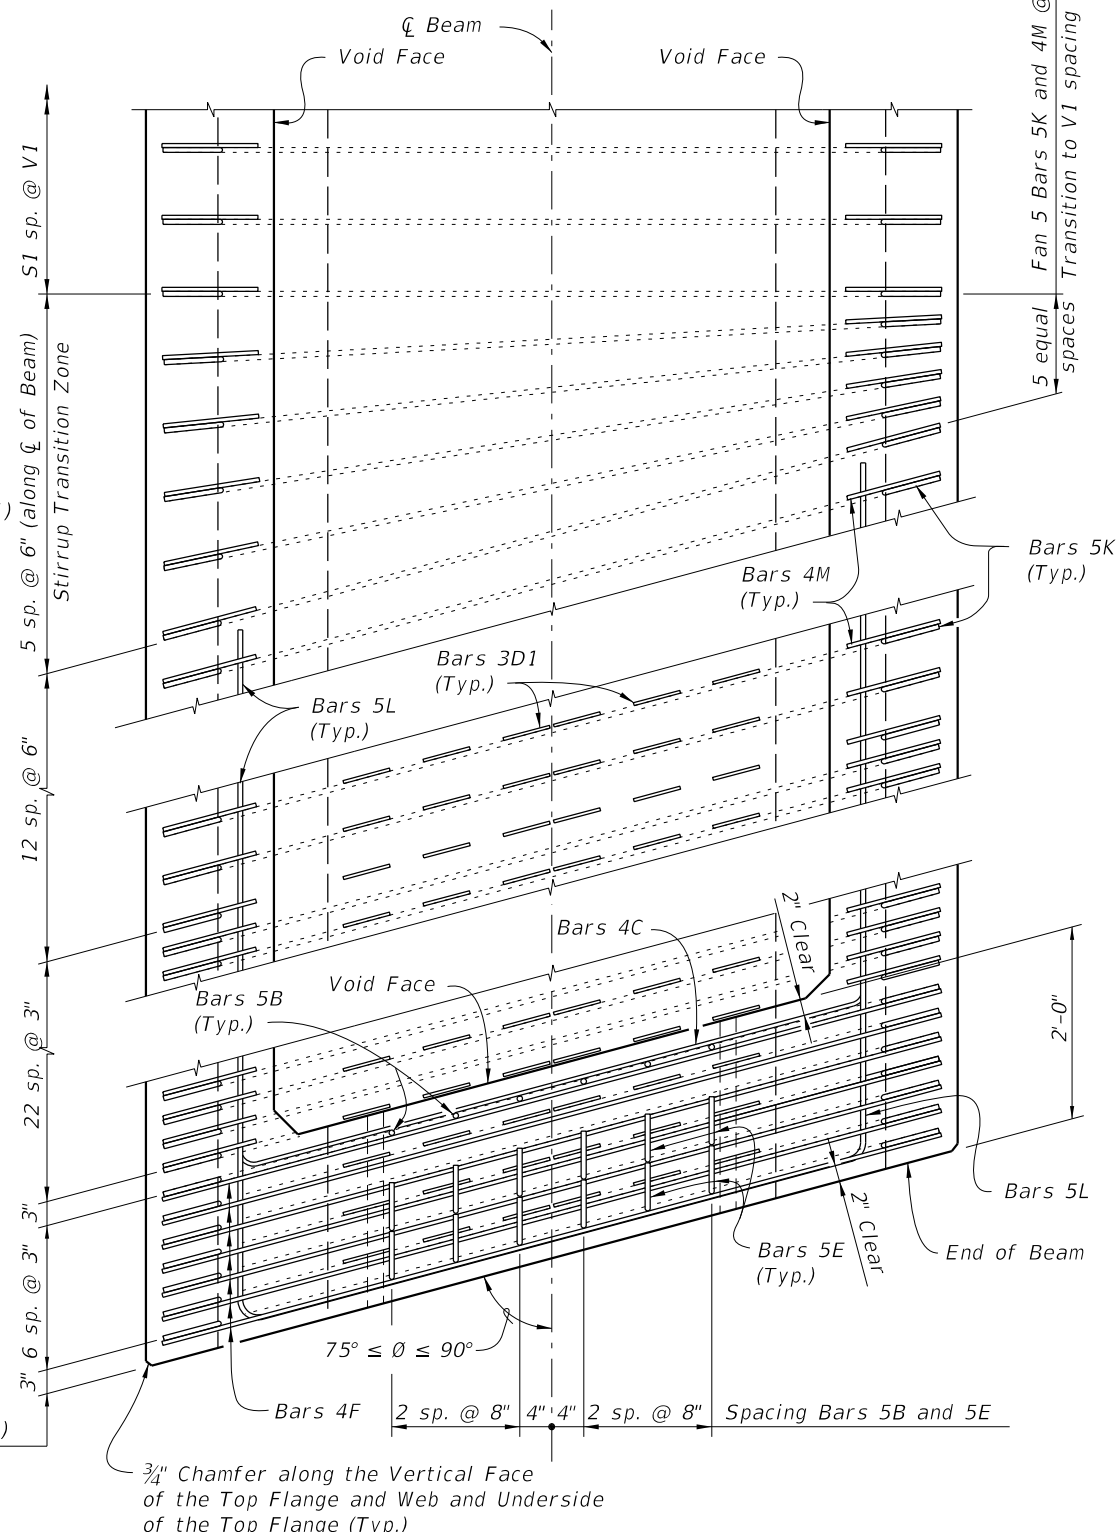 ℄ Beam
Void Face
Void Face
Fan 5 Bars 5K and 4M @
Transition to V1 spacing
5 equal
spaces
S1 sp. @ V1
5 sp. @ 6" (along ℄ of Beam)
Stirrup Transition Zone
)
Bars 5K
(Typ.)
Bars 4M
(Typ.)
Bars 3D1
(Typ.)
Bars 5L
(Typ.)
12 sp. @ 6"
2" Clear
Bars 4C
Void Face
Bars 5B
(Typ.)
2'-0"
22 sp. @ 3"
3"
6 sp. @ 3"
3"
Bars 5L
2" Clear
Bars 5E
(Typ.)
End of Beam
75° ≤ Ø ≤ 90°
Bars 4F
2 sp. @ 8" 4" 4" 2 sp. @ 8" Spacing Bars 5B and 5E
)
¾" Chamfer along the Vertical Face
of the Top Flange and Web and Underside
of the Top Flange (Typ.)